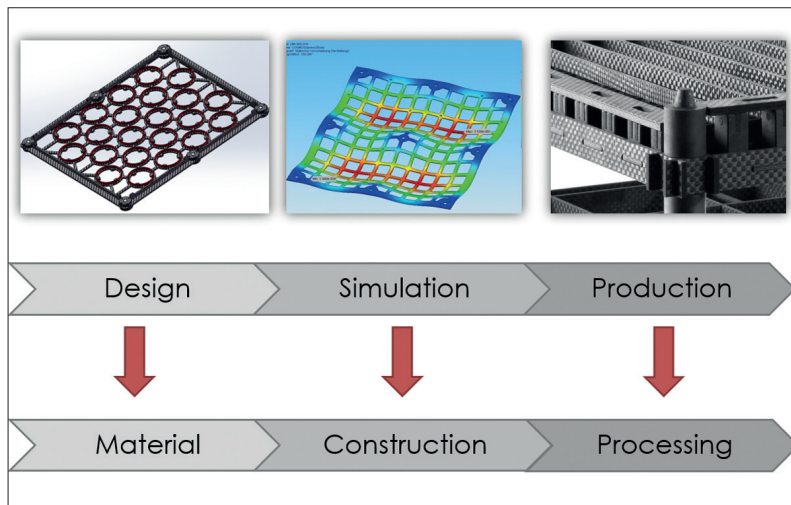 Design
Simulation
Production
Material
Construction
Processing